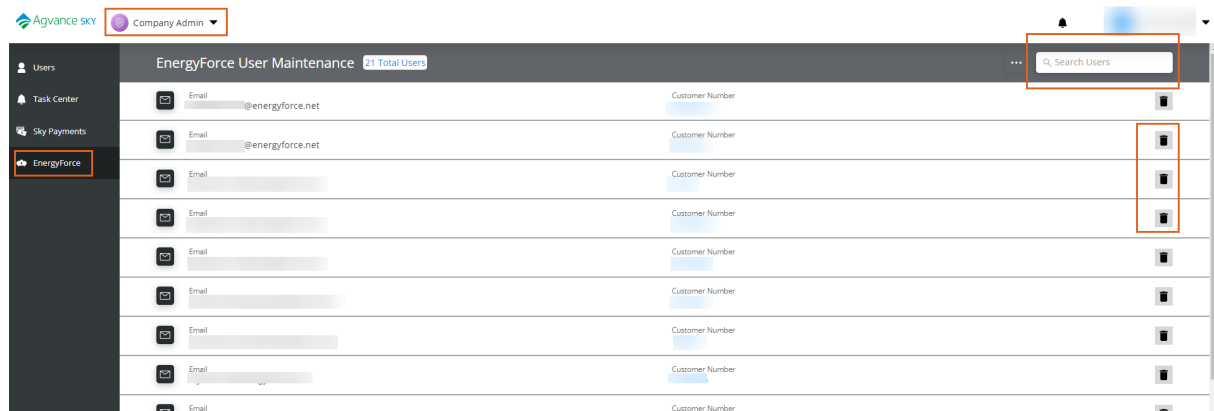 Agvance SKY
Company Admin
Users
Task Center
Sky Payments
EnergyForce
EnergyForce User Maintenance 21 Total Users
Search Users
Email Customer Number
@energyforce.net
Email Customer Number
@energyforce.net
Email Customer Number
Email Customer Number
Email Customer Number
Email Customer Number
Email Customer Number
Email Customer Number
Email Customer Number